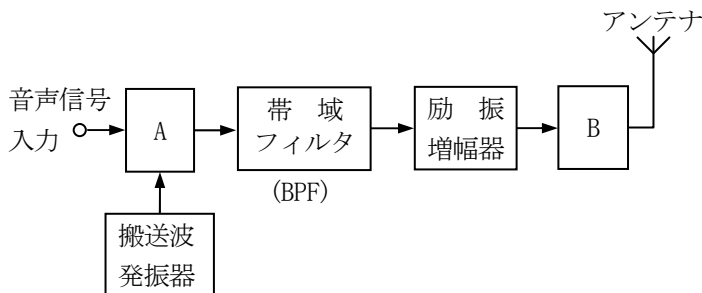 アンテナ
音声信号
入力
A
帯 域
フィルタ
(BPF)
励 振
増幅器
B
搬送波
発振器